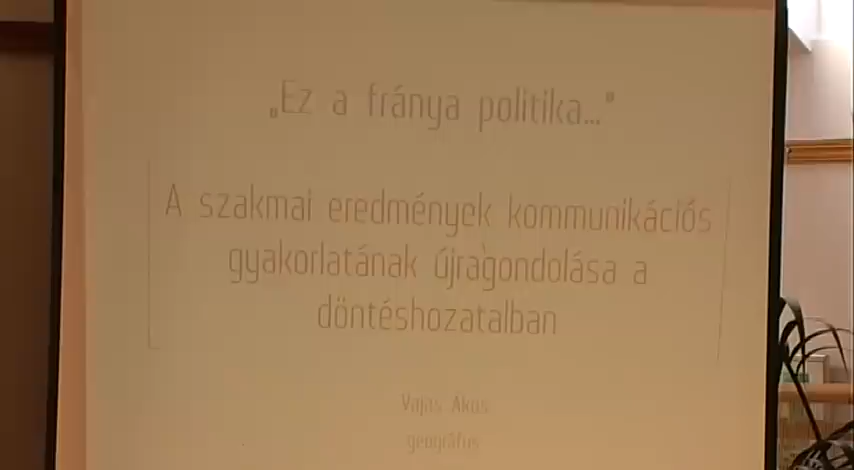 „Ez a fránya politika..."
A szakmai eredmények kommunikációs
gyakorlatának újragondolása a
döntéshozatalban
Vajas Ákos
geográfus